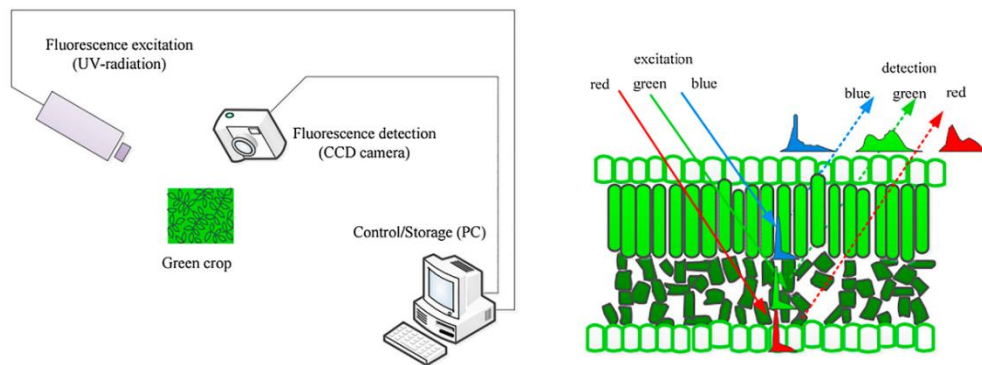 Fluorescence excitation
(UV-radiation)
Fluorescence detection
(CCD camera)
Control/Storage (PC)
Green crop
excitation
red green blue
detection
blue green red